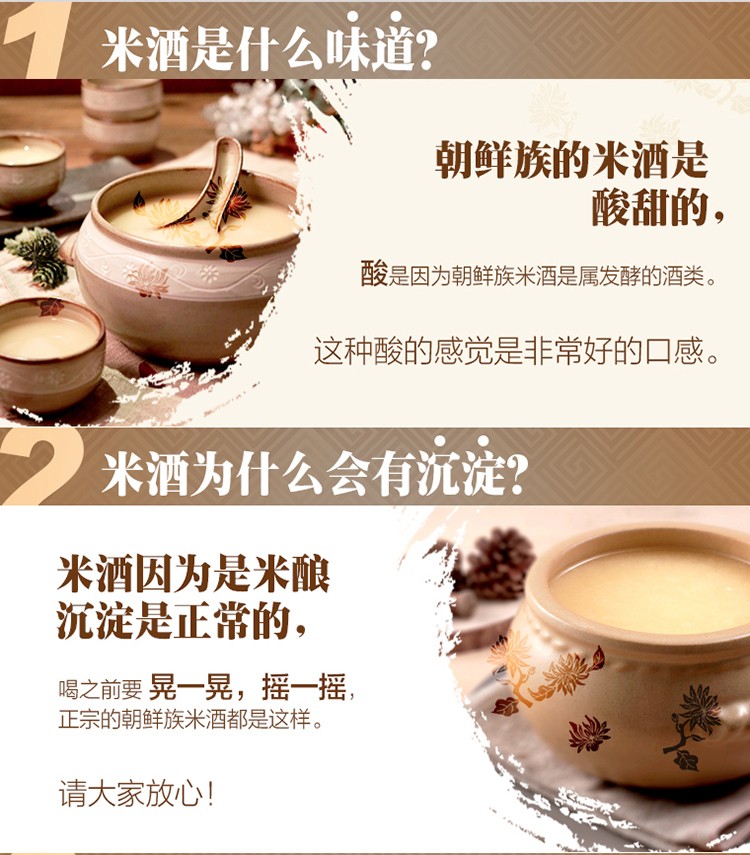 1 米酒是什么味道?
朝鲜族的米酒是
酸甜的，
酸是因为朝鲜族米酒是属发酵的酒类。
这种酸的感觉是非常好的口感。
2 米酒为什么会有沉淀?
米酒因为是米酿
沉淀是正常的，
喝之前要 晃一晃，摇一摇，
正宗的朝鲜族米酒都是这样。
请大家放心!